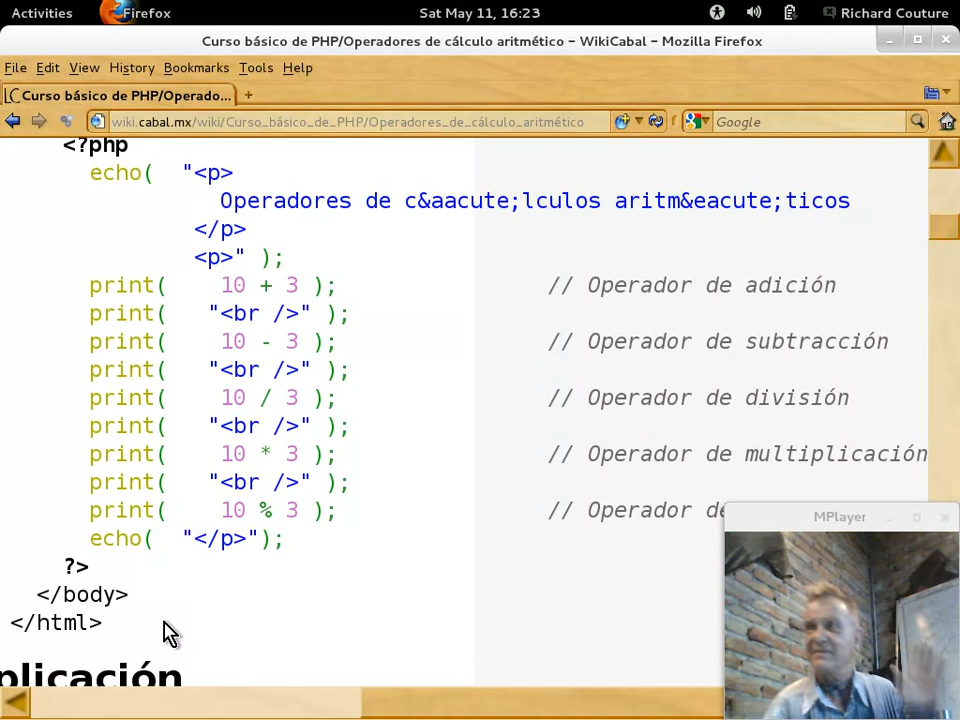 Activities Firefox Sat May 11, 16:23 Richard Couture
Curso básico de PHP/Operadores de cálculo aritmético – WikiCabal – Mozilla Firefox
File Edit View History Bookmarks Tools Help
Curso básico de PHP/Operado... +
wiki.cabal.mx/wiki/Curso_básico_de_PHP/Operadores_de_cálculo_aritmético Google
<?php
echo( "<p>
Operadores de c&aacute;lculos aritm&eacute;ticos
</p>
<p>" );
print( 10 + 3 ); // Operador de adición
print( "<br />" );
print( 10 - 3 ); // Operador de subtracción
print( "<br />" );
print( 10 / 3 ); // Operador de división
print( "<br />" );
print( 10 * 3 ); // Operador de multiplicación
print( "<br />" );
print( 10 % 3 ); // Operador de
echo( "</p>");
?>
</body>
</html>
plicación
MPlayer